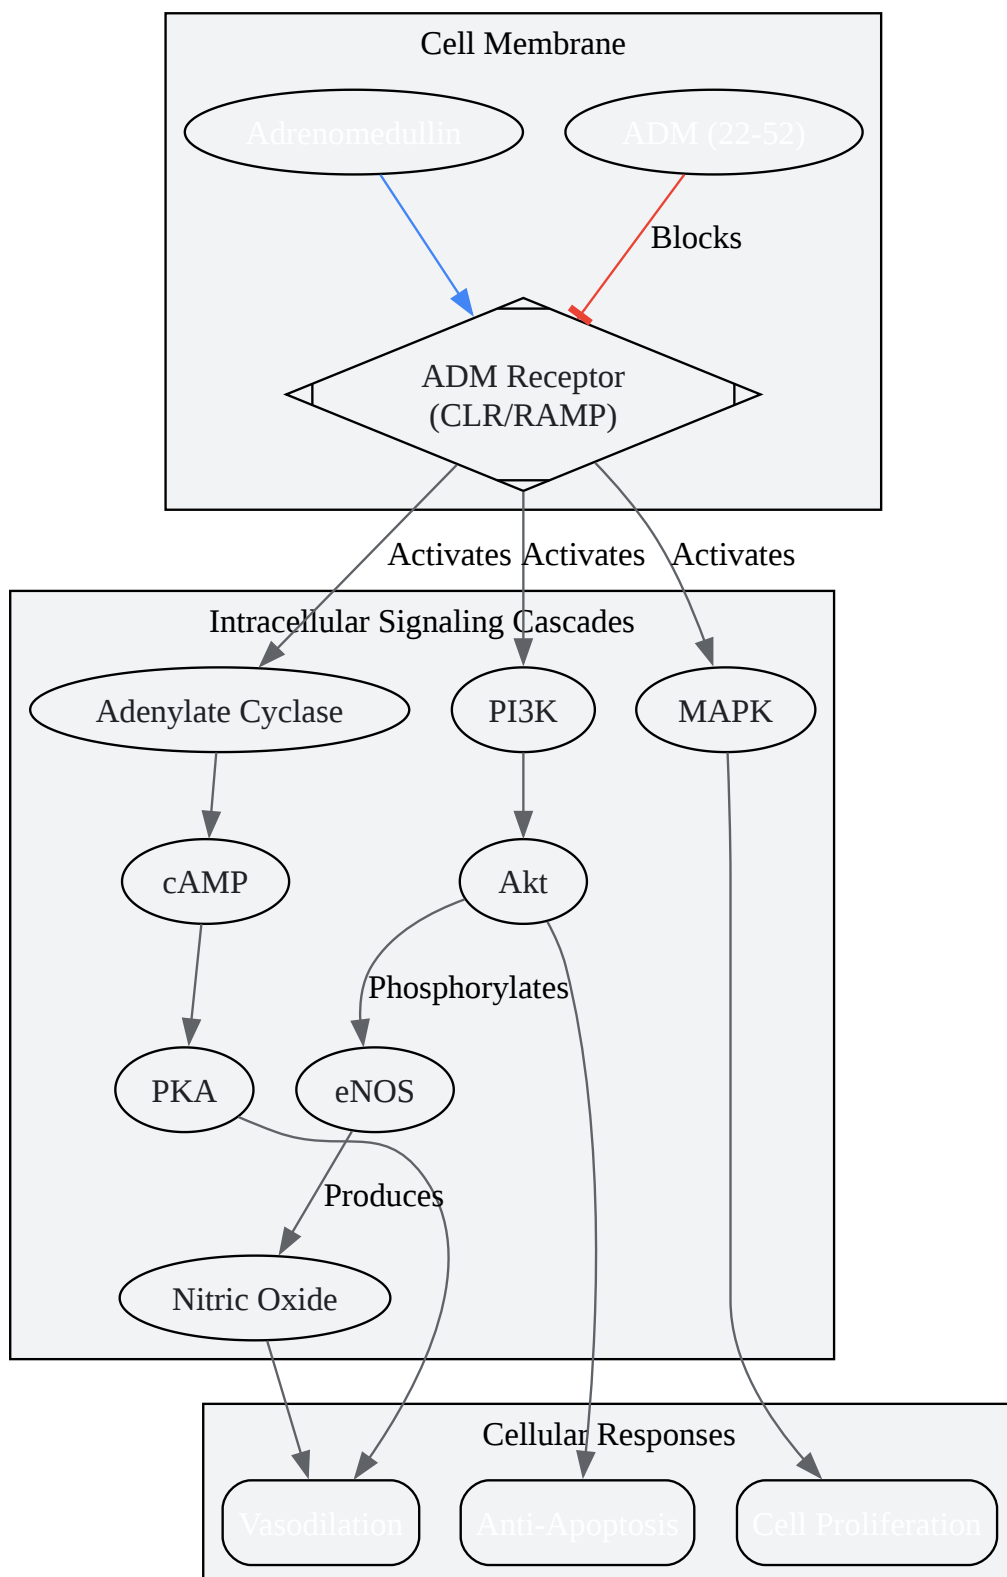 Cell Membrane
Adrenomedullin
ADM (22-52)
Blocks
ADM Receptor
(CLR/RAMP)
Activates
Activates
Activates
Intracellular Signaling Cascades
Adenylate Cyclase
PI3K
MAPK
cAMP
Akt
Phosphorylates
PKA
eNOS
Produces
Nitric Oxide
Cellular Responses
Vasodilation
Anti-Apoptosis
Cell Proliferation